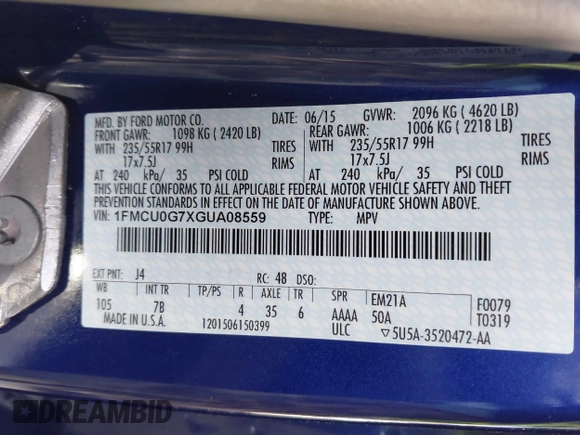 MFD. BY FORD MOTOR CO.
DATE: 06/15 GVWR: 2096 KG ( 4620 LB)
FRONT GAWR: 1098 KG ( 2420 LB)
REAR GAWR: 1006 KG ( 2218 LB)
WITH 235/55R17 99H TIRES
WITH 235/55R17 99H TIRES
17x7.5J RIMS
17x7.5J RIMS
AT 240 kPa/ 35 PSI COLD
AT 240 kPa/ 35 PSI COLD
THIS VEHICLE CONFORMS TO ALL APPLICABLE FEDERAL MOTOR VEHICLE SAFETY AND THEFT
PREVENTION STANDARDS IN EFFECT ON THE DATE OF MANUFACTURE SHOWN ABOVE.
VIN: 1FMCU0G7XGUA08559 TYPE: MPV
EXT PNT: J4 RC: 48 DSO:
WB INT TR TP/PS R AXLE TR SPR EM21A F0079
105 7B 4 35 6 AAAA 50A T0319
MADE IN U.S.A. 1201506150399 ULC ▽5U5A-3520472-AA
DREAMBID